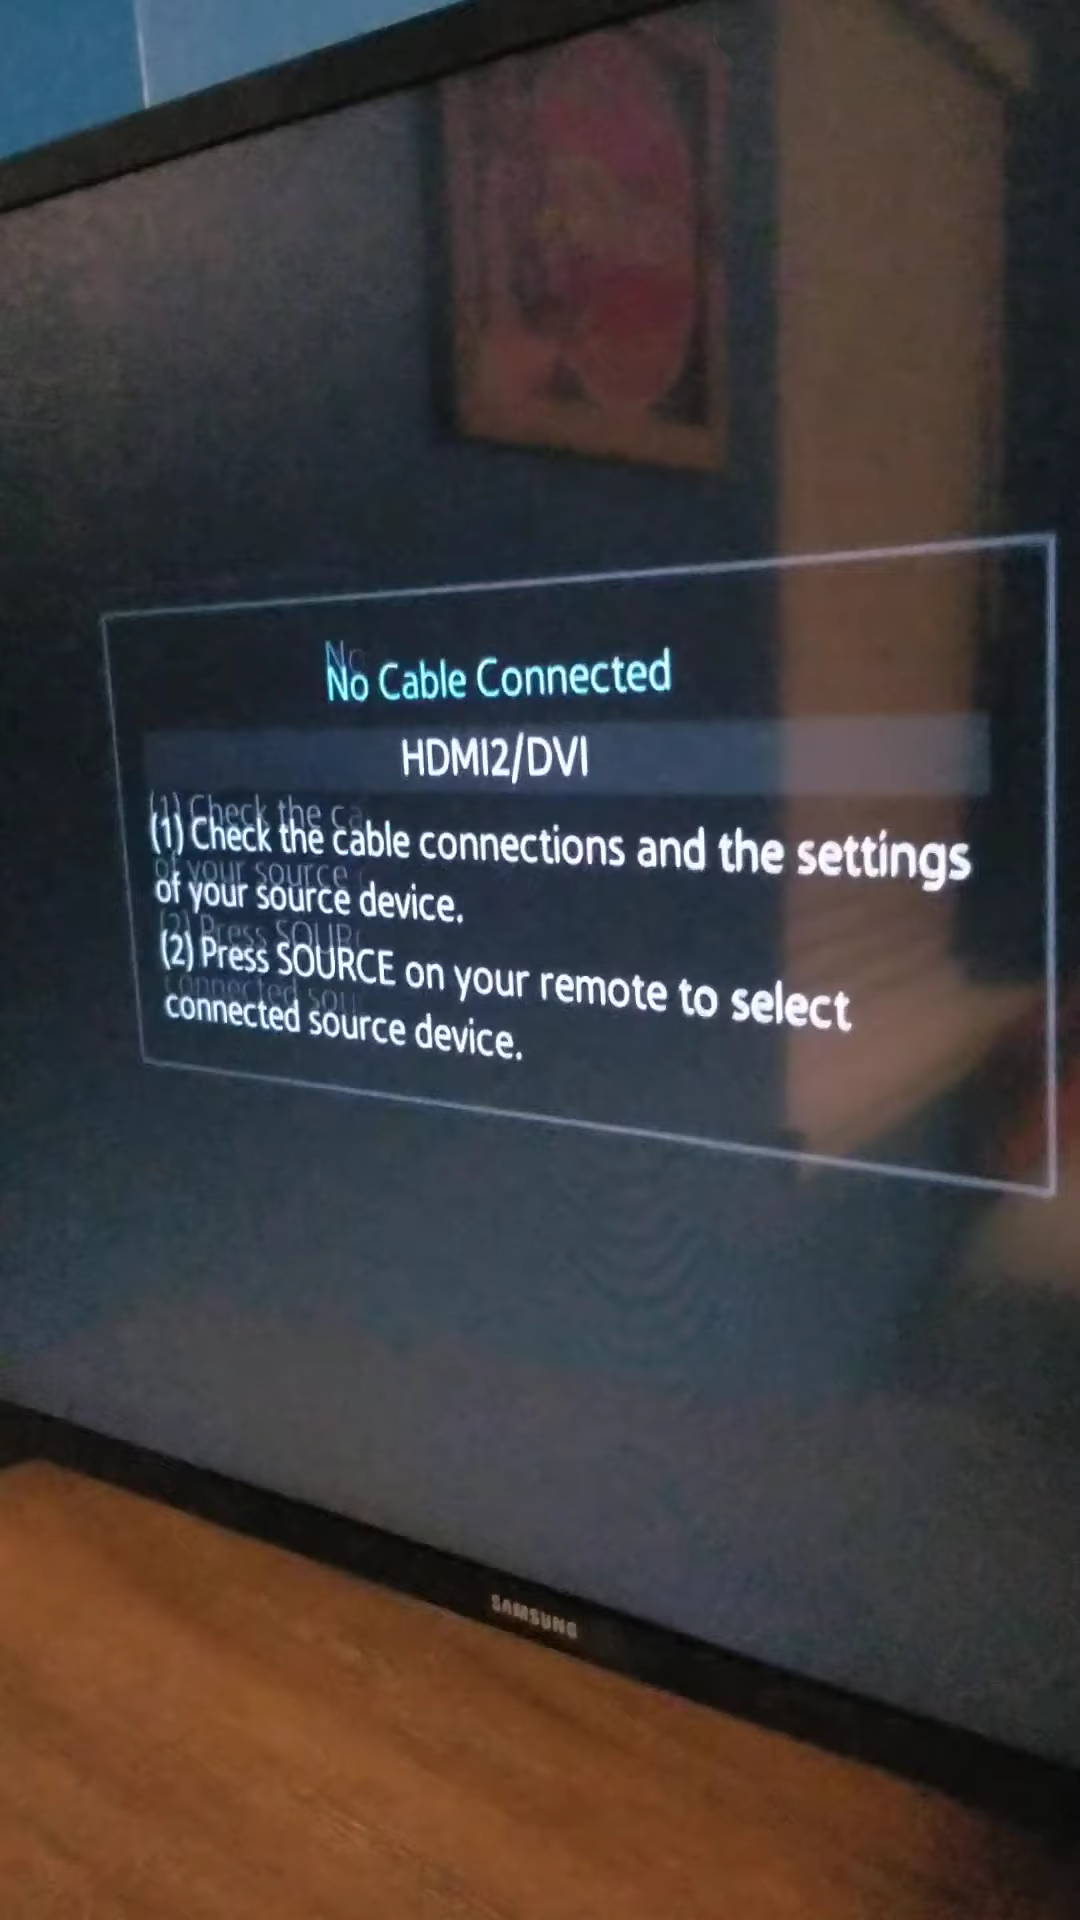 No Cable Connected
HDMI2/DVI
(1) Check the cable connections and the settings
of your source device.
(2) Press SOURCE on your remote to select
connected source device.
SAMSUNG